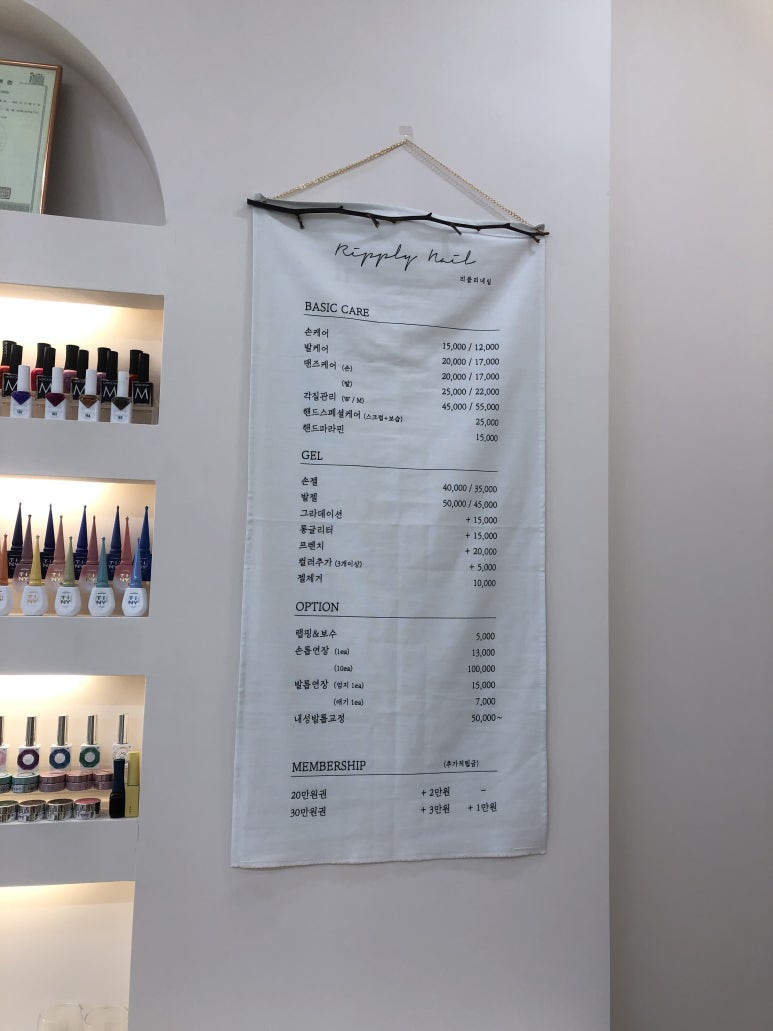 Ripply Nail
리플리네일
BASIC CARE
손케어 15,000 / 12,000
발케어 20,000 / 17,000
맨즈케어 (손) 20,000 / 17,000
(발) 25,000 / 22,000
각질관리 (W / M) 45,000 / 55,000
핸드스페셜케어 (스크럽+보습) 25,000
핸드파라핀 15,000
GEL
손젤 40,000 / 35,000
발젤 50,000 / 45,000
그라데이션 + 15,000
통글리터 + 15,000
프렌치 + 20,000
컬러추가 (3개이상) + 5,000
젤제거 10,000
OPTION
랩핑&보수 5,000
손톱연장 (1ea) 13,000
(10ea) 100,000
발톱연장 (엄지 1ea) 15,000
(애기 1ea) 7,000
내성발톱교정 50,000~
MEMBERSHIP (추가적립금)
20만원권 + 2만원 -
30만원권 + 3만원 + 1만원
M M M M
TINY TINY TINY TINY